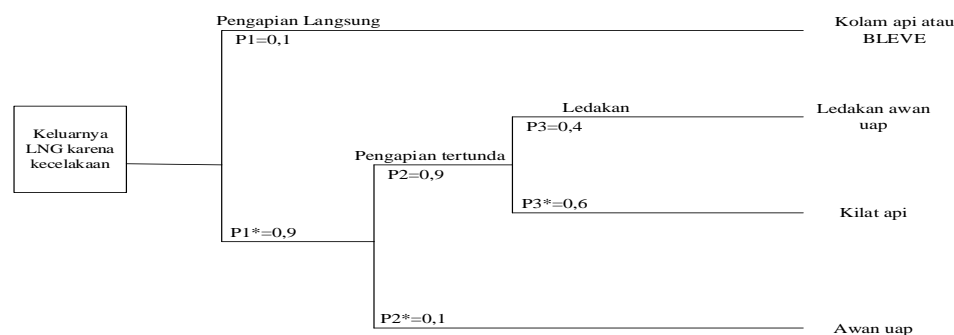 Pengapian Langsung
P1=0,1
Kolam api atau
BLEVE
Keluarnya
LNG karena
kecelakaan
Ledakan
P3=0,4
Ledakan awan
uap
Pengapian tertunda
P2=0,9
P3*=0,6
Kilat api
P1*=0,9
P2*=0,1
Awan uap